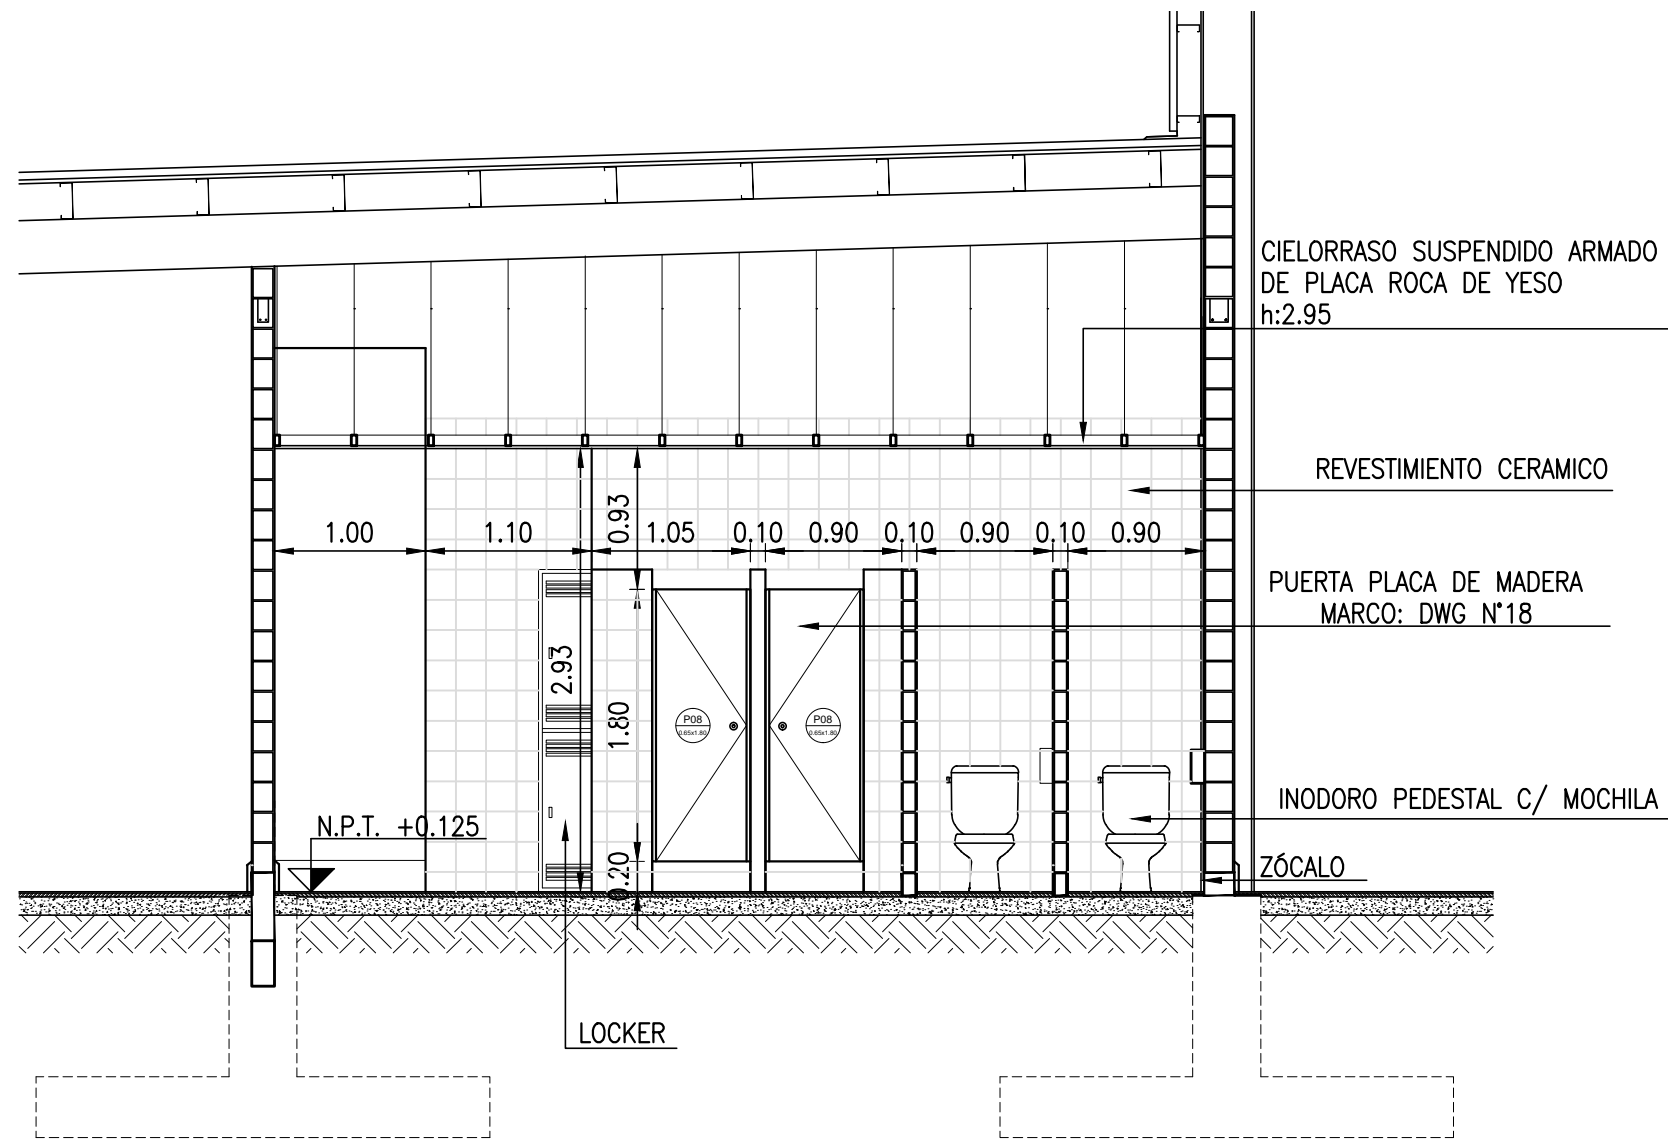 CIELORRASO SUSPENDIDO ARMADO
DE PLACA ROCA DE YESO
h:2.95
REVESTIMIENTO CERAMICO
0.93
1.00
1.10
1.05
0.10
0.90
0.10
0.90
0.10
0.90
PUERTA PLACA DE MADERA
MARCO: DWG N°18
2.93
1.80
P08
0.65x1.80
P08
0.65x1.80
INODORO PEDESTAL C/ MOCHILA
N.P.T. +0.125
0.20
ZÓCALO
LOCKER